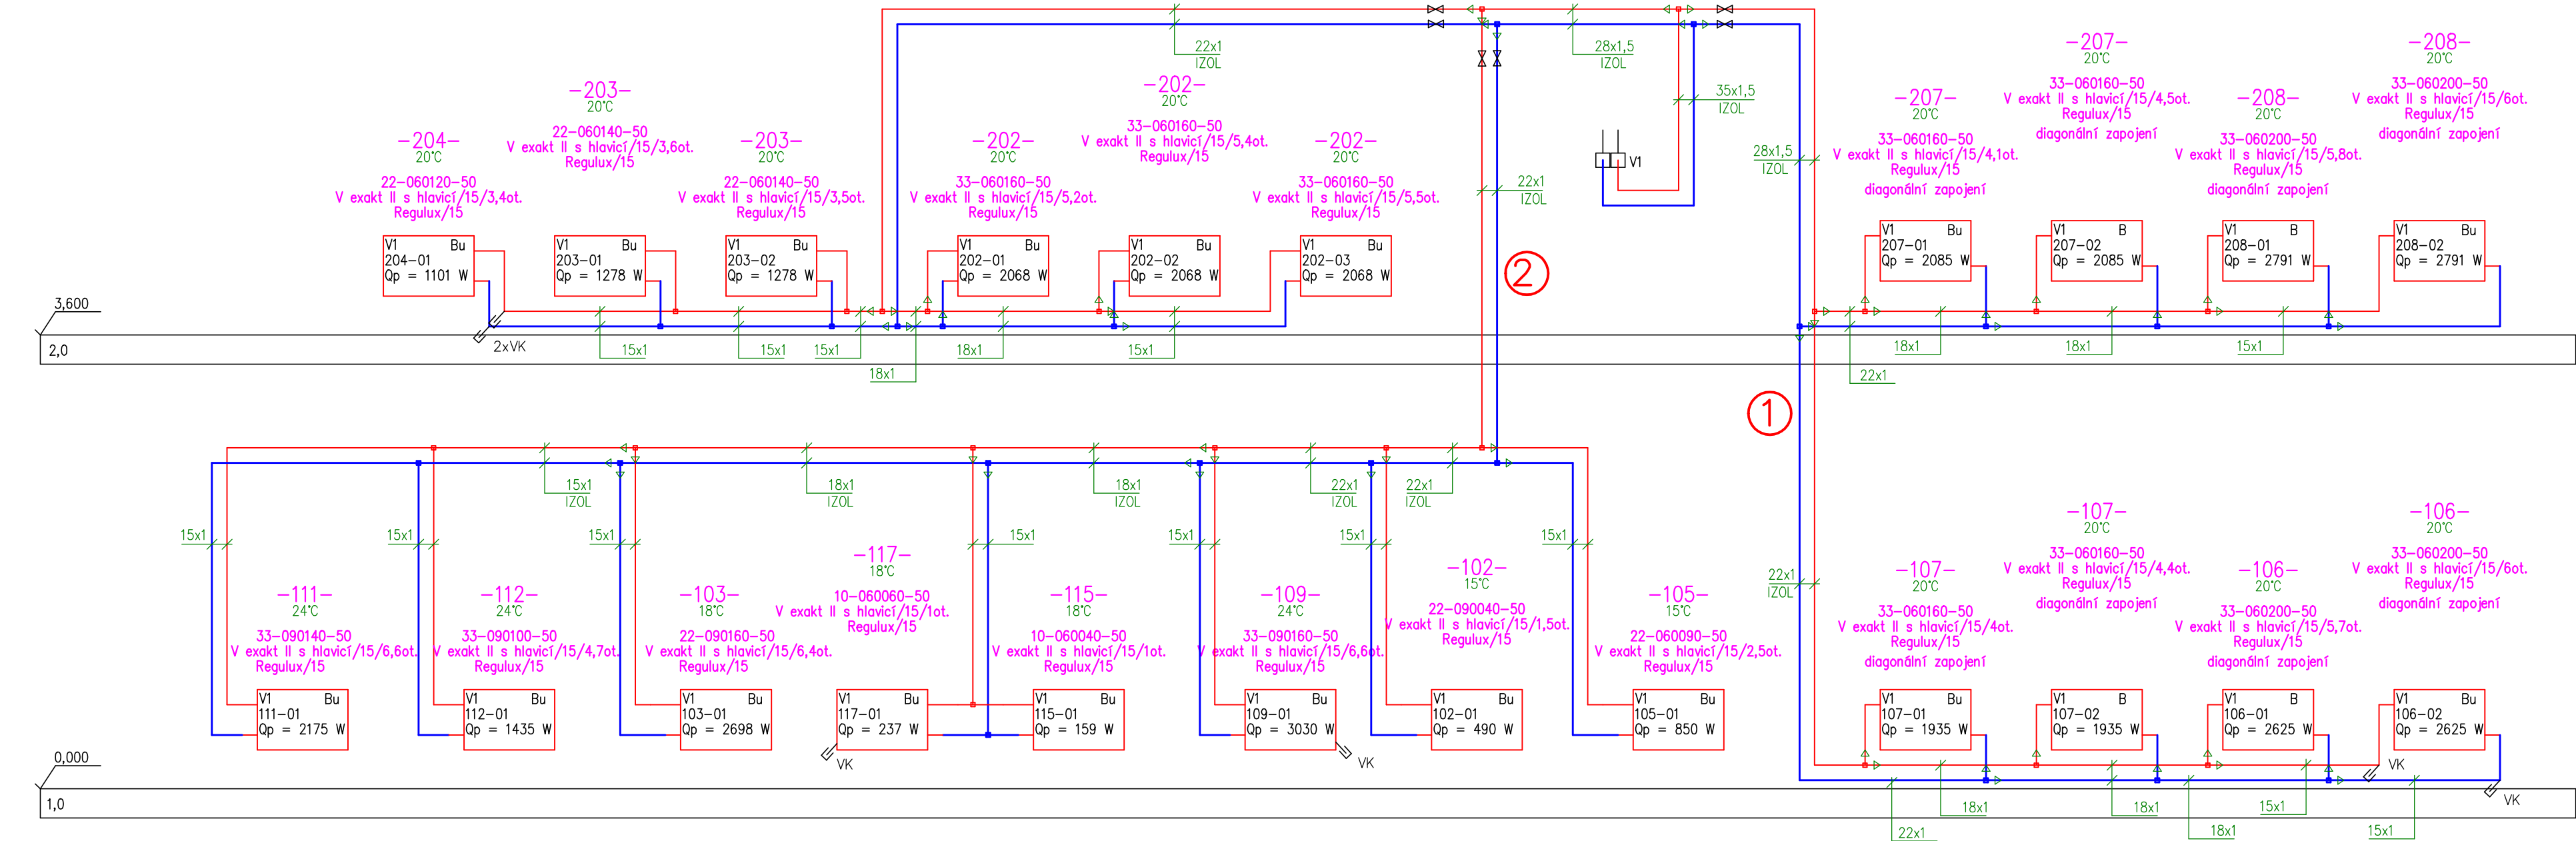 22x1
IZOL
28x1,5
IZOL
35x1,5
IZOL
22x1
IZOL
28x1,5
IZOL
V1
2
1
-204-
20°C
22-060120-50
V exakt II s hlavicí/15/3,4ot.
Regulux/15
-203-
20°C
22-060140-50
V exakt II s hlavicí/15/3,6ot.
Regulux/15
-203-
20°C
22-060140-50
V exakt II s hlavicí/15/3,5ot.
Regulux/15
-202-
20°C
33-060160-50
V exakt II s hlavicí/15/5,2ot.
Regulux/15
-202-
20°C
33-060160-50
V exakt II s hlavicí/15/5,4ot.
Regulux/15
-202-
20°C
33-060160-50
V exakt II s hlavicí/15/5,5ot.
Regulux/15
-207-
20°C
33-060160-50
V exakt II s hlavicí/15/4,1ot.
Regulux/15
diagonální zapojení
-207-
20°C
33-060160-50
V exakt II s hlavicí/15/4,5ot.
Regulux/15
diagonální zapojení
-208-
20°C
33-060200-50
V exakt II s hlavicí/15/5,8ot.
Regulux/15
diagonální zapojení
-208-
20°C
33-060200-50
V exakt II s hlavicí/15/6ot.
Regulux/15
diagonální zapojení
V1 Bu
204-01
Qp = 1101 W
V1 Bu
203-01
Qp = 1278 W
V1 Bu
203-02
Qp = 1278 W
V1 Bu
202-01
Qp = 2068 W
V1 Bu
202-02
Qp = 2068 W
V1 Bu
202-03
Qp = 2068 W
V1 Bu
207-01
Qp = 2085 W
V1 B
207-02
Qp = 2085 W
V1 B
208-01
Qp = 2791 W
V1 Bu
208-02
Qp = 2791 W
3,600
2,0
2xVK
15x1
15x1
15x1
18x1
18x1
15x1
18x1
18x1
15x1
22x1
15x1
IZOL
18x1
IZOL
18x1
IZOL
22x1
IZOL
22x1
IZOL
15x1
15x1
15x1
15x1
15x1
15x1
15x1
22x1
IZOL
-111-
24°C
33-090140-50
V exakt II s hlavicí/15/6,6ot.
Regulux/15
-112-
24°C
33-090100-50
V exakt II s hlavicí/15/4,7ot.
Regulux/15
-103-
18°C
22-090160-50
V exakt II s hlavicí/15/6,4ot.
Regulux/15
-117-
18°C
10-060060-50
V exakt II s hlavicí/15/1ot.
Regulux/15
-115-
18°C
10-060040-50
V exakt II s hlavicí/15/1ot.
Regulux/15
-109-
24°C
33-090160-50
V exakt II s hlavicí/15/6,6ot.
Regulux/15
-102-
15°C
22-090040-50
V exakt II s hlavicí/15/1,5ot.
Regulux/15
-105-
15°C
22-060090-50
V exakt II s hlavicí/15/2,5ot.
Regulux/15
-107-
20°C
33-060160-50
V exakt II s hlavicí/15/4ot.
Regulux/15
diagonální zapojení
-107-
20°C
33-060160-50
V exakt II s hlavicí/15/4,4ot.
Regulux/15
diagonální zapojení
-106-
20°C
33-060200-50
V exakt II s hlavicí/15/5,7ot.
Regulux/15
diagonální zapojení
-106-
20°C
33-060200-50
V exakt II s hlavicí/15/6ot.
Regulux/15
diagonální zapojení
V1 Bu
111-01
Qp = 2175 W
V1 Bu
112-01
Qp = 1435 W
V1 Bu
103-01
Qp = 2698 W
V1 Bu
117-01
Qp = 237 W
V1 Bu
115-01
Qp = 159 W
V1 Bu
109-01
Qp = 3030 W
V1 Bu
102-01
Qp = 490 W
V1 Bu
105-01
Qp = 850 W
V1 Bu
107-01
Qp = 1935 W
V1 B
107-02
Qp = 1935 W
V1 B
106-01
Qp = 2625 W
V1 Bu
106-02
Qp = 2625 W
0,000
1,0
VK
VK
VK
VK
18x1
18x1
15x1
22x1
18x1
15x1